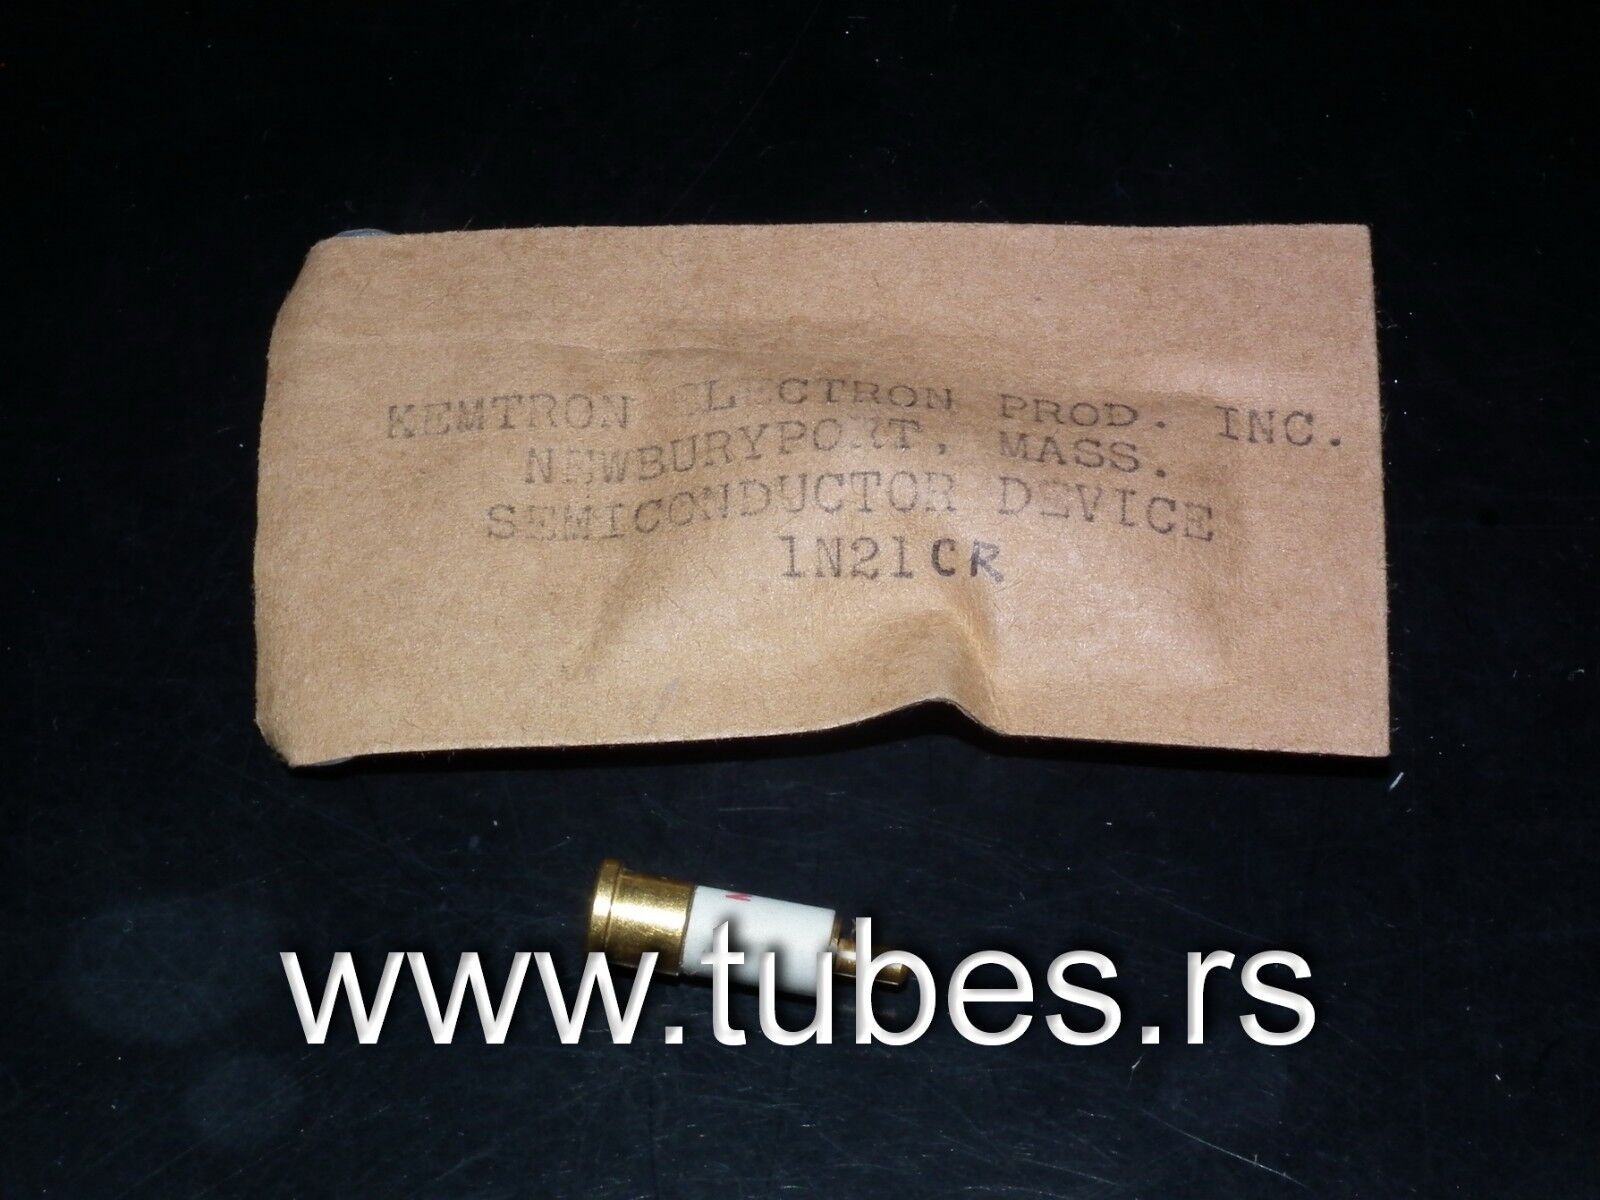 KEMTRON ELECTRON PROD. INC.
NEWBURYPORT, MASS.
SEMICONDUCTOR DEVICE
1N21CR
www.tubes.rs